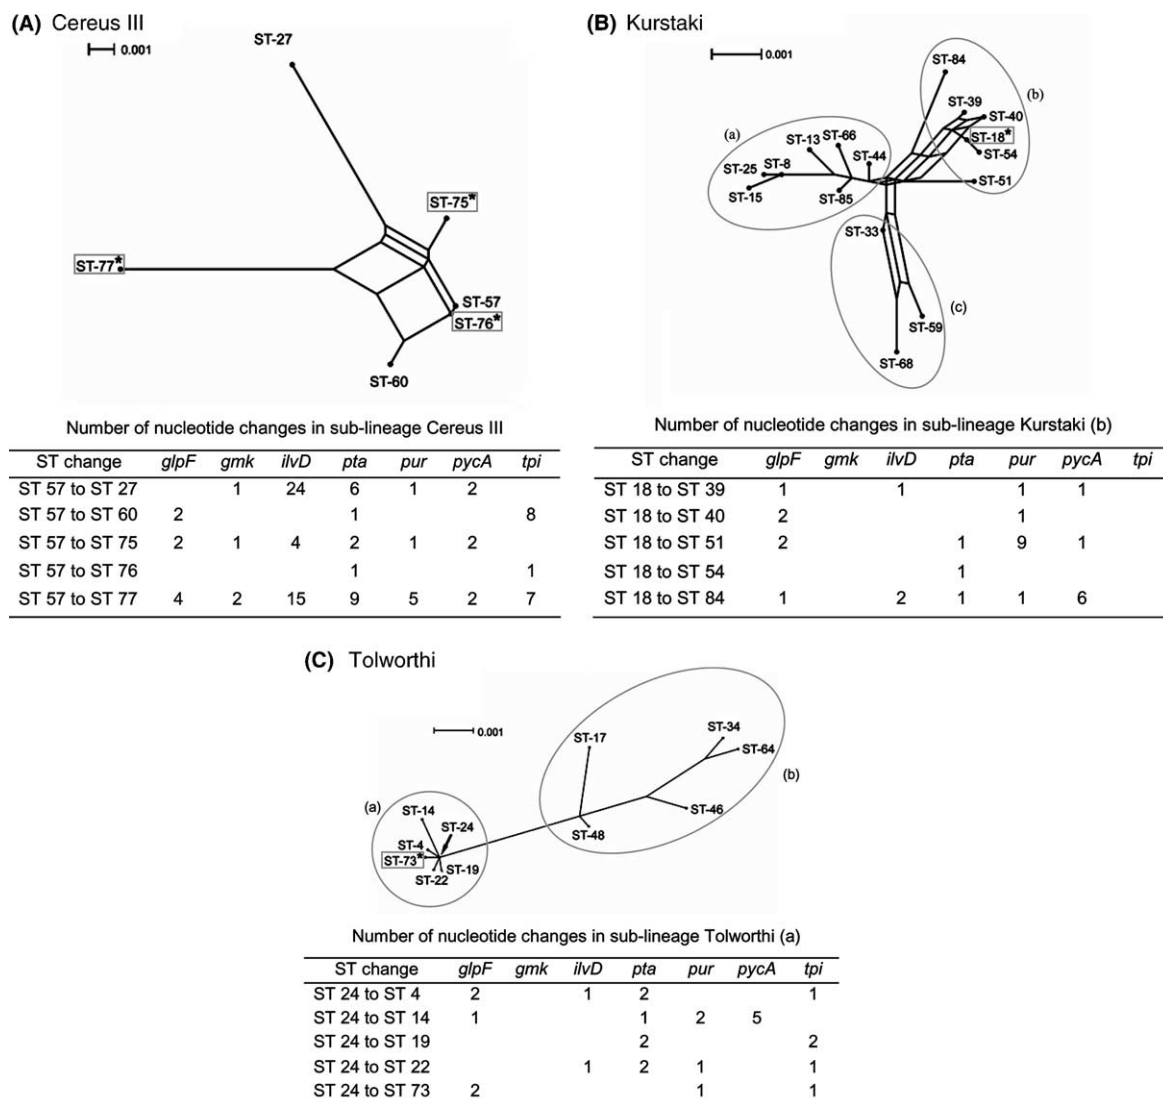 (A) Cereus III
0.001
ST-27
ST-75*
ST-77*
ST-57
ST-76*
ST-60
Number of nucleotide changes in sub-lineage Cereus III
ST change glpF gmk ilvD pta pur pycA tpi
ST 57 to ST 27 1 24 6 1 2
ST 57 to ST 60 2 1 8
ST 57 to ST 75 2 1 4 2 1 2
ST 57 to ST 76 1 1
ST 57 to ST 77 4 2 15 9 5 2 7
(B) Kurstaki
0.001
ST-84
(b)
ST-39
ST-40
(a)
ST-66
ST-13
ST-18*
ST-44
ST-54
ST-25
ST-8
ST-51
ST-15
ST-85
ST-33
(c)
ST-59
ST-68
Number of nucleotide changes in sub-lineage Kurstaki (b)
ST change glpF gmk ilvD pta pur pycA tpi
ST 18 to ST 39 1 1 1 1
ST 18 to ST 40 2 1
ST 18 to ST 51 2 1 9 1
ST 18 to ST 54 1
ST 18 to ST 84 1 2 1 1 6
(C) Tolworthi
0.001
ST-17
ST-34
ST-64
(b)
(a)
ST-46
ST-14
ST-24
ST-48
ST-4
ST-73*
ST-19
ST-22
Number of nucleotide changes in sub-lineage Tolworthi (a)
ST change glpF gmk ilvD pta pur pycA tpi
ST 24 to ST 4 2 1 2 1
ST 24 to ST 14 1 1 2 5
ST 24 to ST 19 2 2
ST 24 to ST 22 1 2 1 1
ST 24 to ST 73 2 1 1